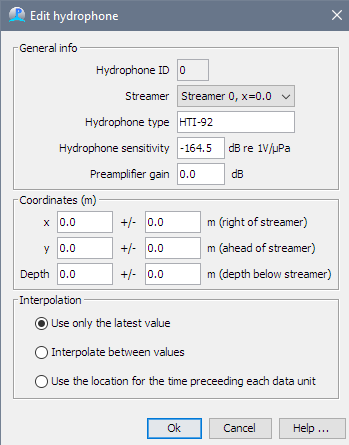 Edit hydrophone
General info
Hydrophone ID 0
Streamer Streamer 0, x=0.0
Hydrophone type HTI-92
Hydrophone sensitivity -164.5 dB re 1V/µPa
Preamplifier gain 0.0 dB
Coordinates (m)
x 0.0 +/- 0.0 m (right of streamer)
y 0.0 +/- 0.0 m (ahead of streamer)
Depth 0.0 +/- 0.0 m (depth below streamer)
Interpolation
Use only the latest value
Interpolate between values
Use the location for the time preceeding each data unit
Ok Cancel Help ...